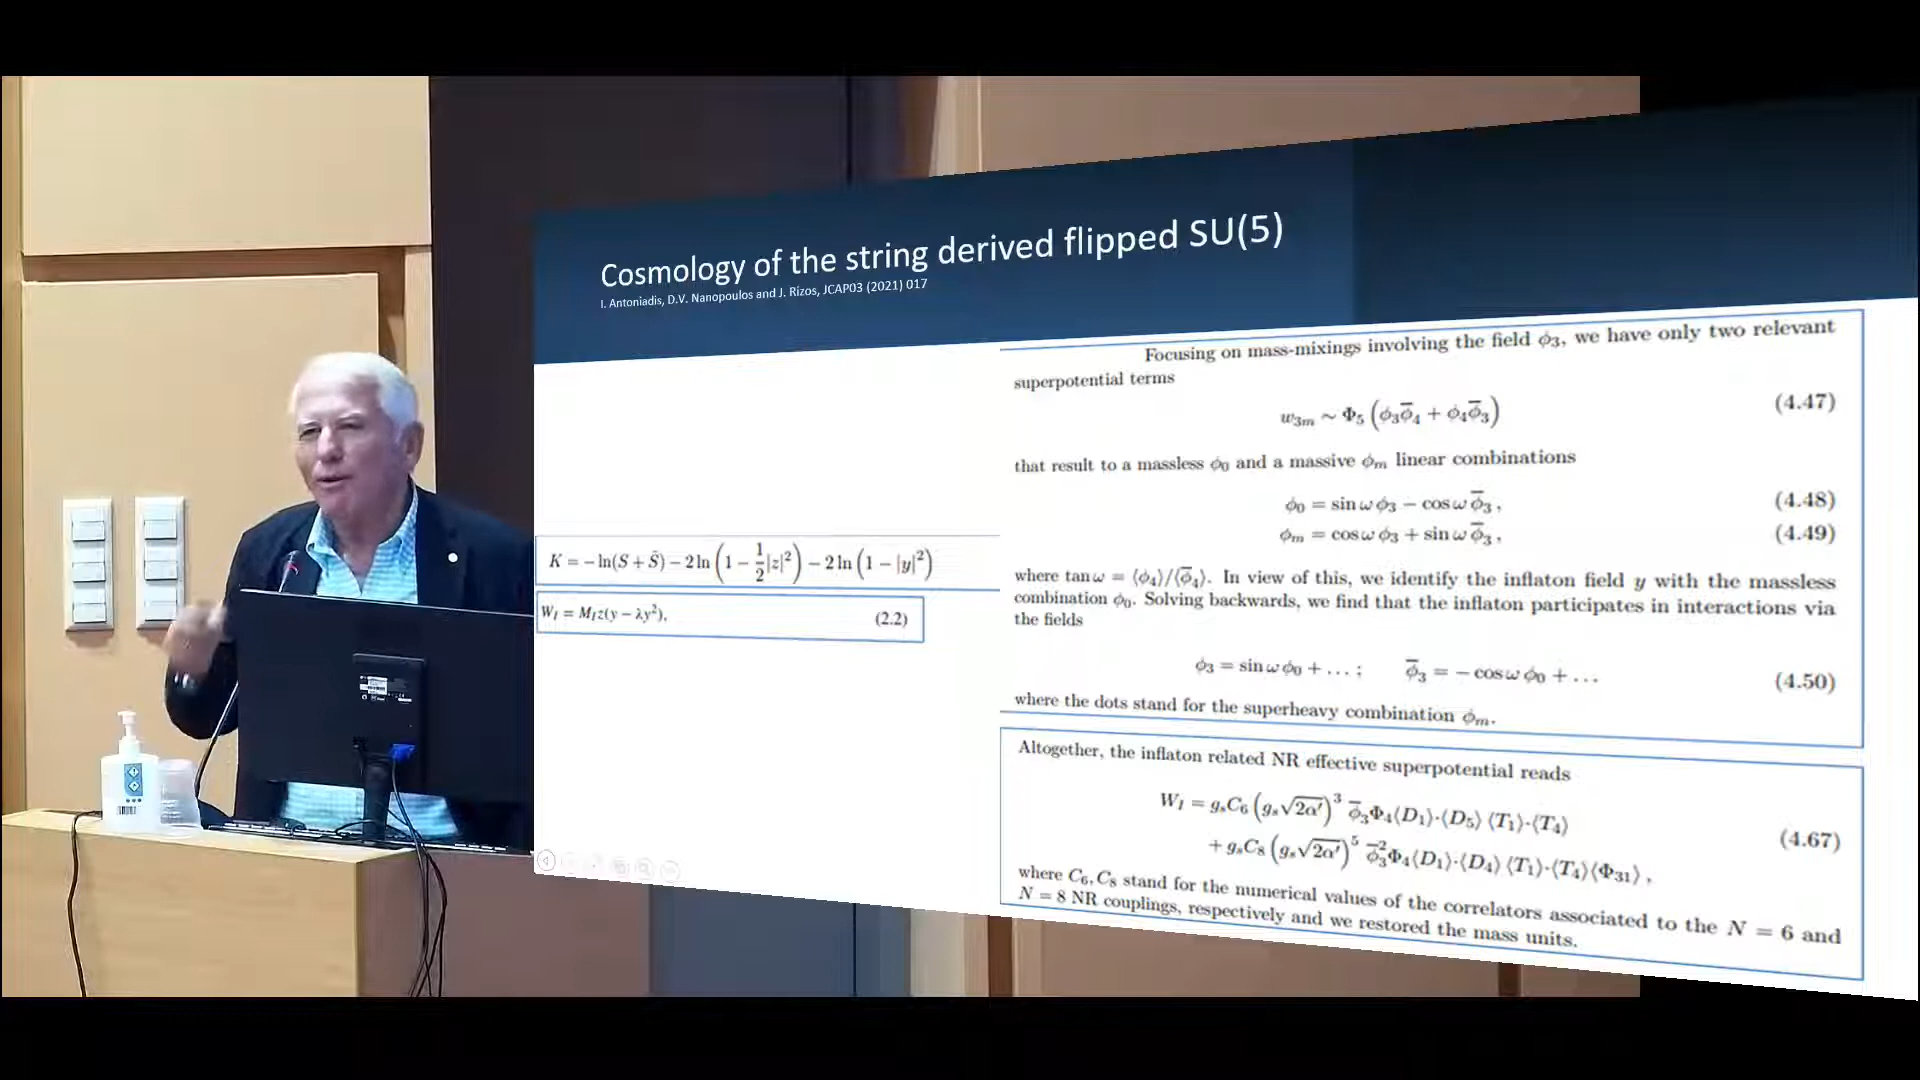 Cosmology of the string derived flipped SU(5)
I. Antoniadis, D.V. Nanopoulos and J. Rizos, JCAP03 (2021) 017
K = − ln(S + S̄) − 2 ln (1 − 1/2 |z|²) − 2 ln (1 − |y|²)
W_I = M_I z(y − λy²), (2.2)
Focusing on mass-mixings involving the field ϕ₃, we have only two relevant
superpotential terms
w₃ₘ ∼ Φ₅ (ϕ₃ϕ̄₄ + ϕ₄ϕ̄₃) (4.47)
that result to a massless ϕ₀ and a massive ϕₘ linear combinations
ϕ₀ = sin ω ϕ₃ − cos ω ϕ̄₃ , (4.48)
ϕₘ = cos ω ϕ₃ + sin ω ϕ̄₃ , (4.49)
where tan ω = ⟨ϕ₄⟩/⟨ϕ̄₄⟩. In view of this, we identify the inflaton field y with the massless
combination ϕ₀. Solving backwards, we find that the inflaton participates in interactions via
the fields
ϕ₃ = sin ω ϕ₀ + . . . ; ϕ̄₃ = − cos ω ϕ₀ + . . . (4.50)
where the dots stand for the superheavy combination ϕₘ.
Altogether, the inflaton related NR effective superpotential reads
W_I = gₛC₆ (gₛ√2α′)³ ϕ̄₃Φ₄⟨D₁⟩·⟨D₅⟩ ⟨T₁⟩·⟨T₄⟩
+ gₛC₈ (gₛ√2α′)⁵ ϕ̄₃²Φ₄⟨D₁⟩·⟨D₄⟩ ⟨T₁⟩·⟨T₄⟩⟨Φ₃₁⟩ , (4.67)
where C₆, C₈ stand for the numerical values of the correlators associated to the N = 6 and
N = 8 NR couplings, respectively and we restored the mass units.